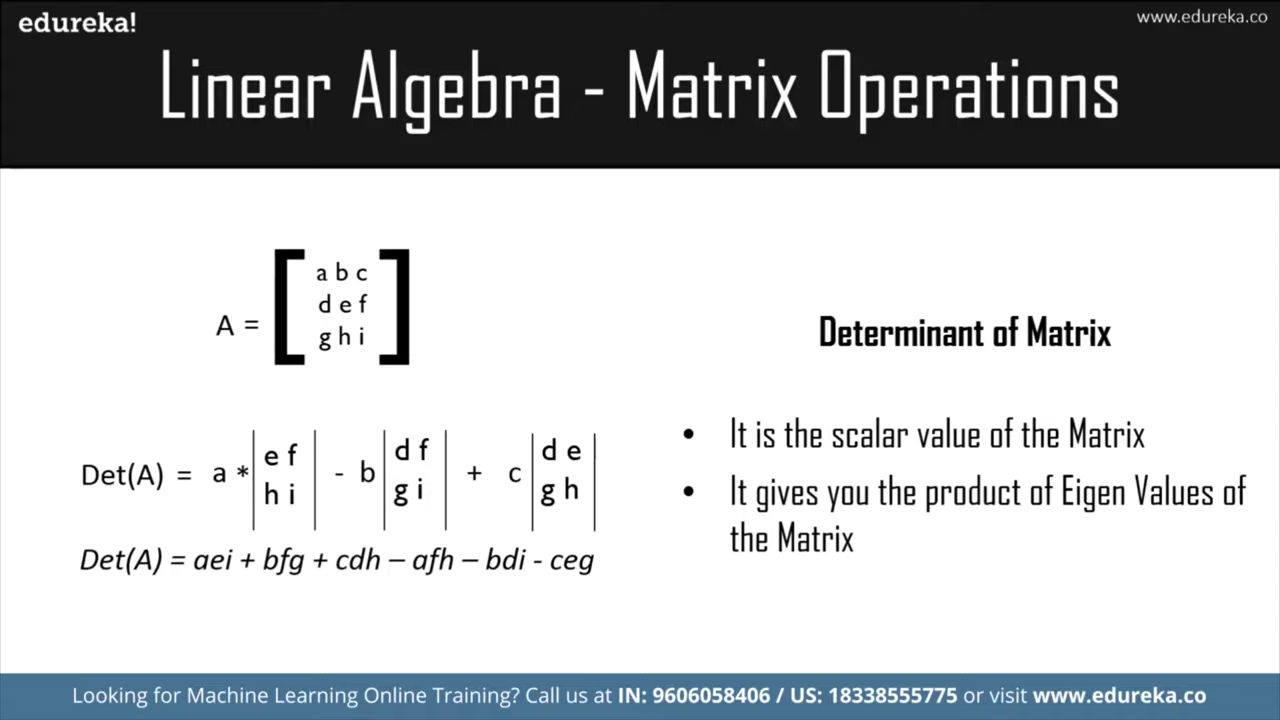 edureka!
www.edureka.co
Linear Algebra - Matrix Operations
a b c
d e f
A =
g h i
Determinant of Matrix
Det(A) = a * | e f | - b | d f | + c | d e |
| h i | | g i | | g h |
Det(A) = aei + bfg + cdh – afh – bdi - ceg
• It is the scalar value of the Matrix
• It gives you the product of Eigen Values of
the Matrix
Looking for Machine Learning Online Training? Call us at IN: 9606058406 / US: 18338555775 or visit www.edureka.co